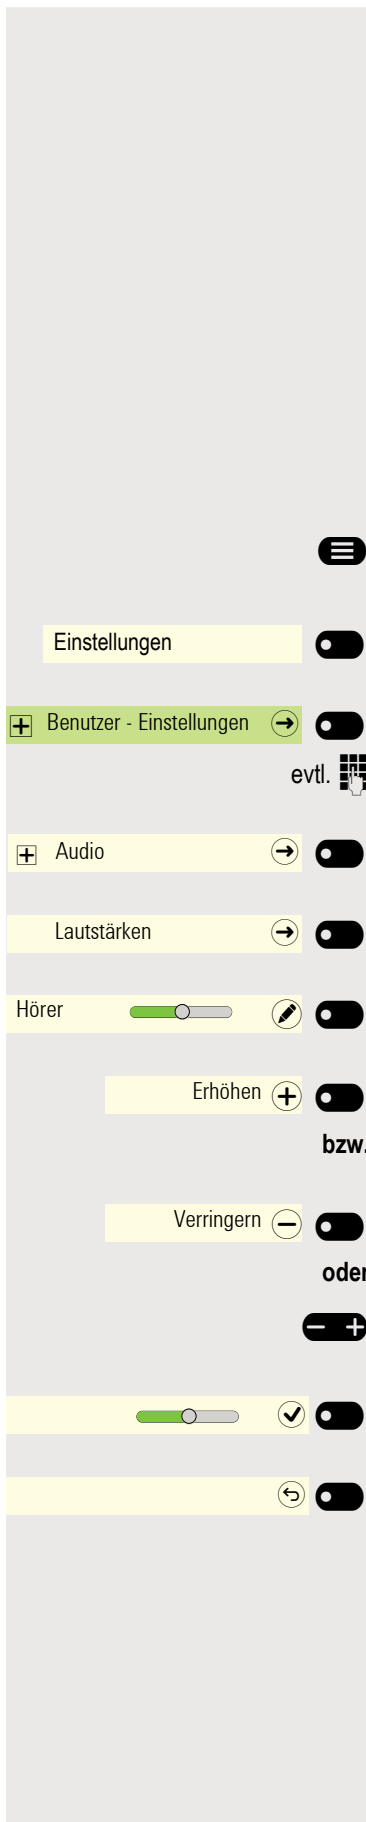 Einstellungen
Benutzer - Einstellungen
evtl.
Audio
Lautstärken
Hörer
Erhöhen
bzw.
Verringern
oder